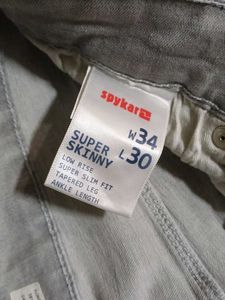 spykar
W34
L30
SUPER
SKINNY
LOW RISE
SUPER SLIM FIT
TAPERED LEG
ANKLE LENGTH